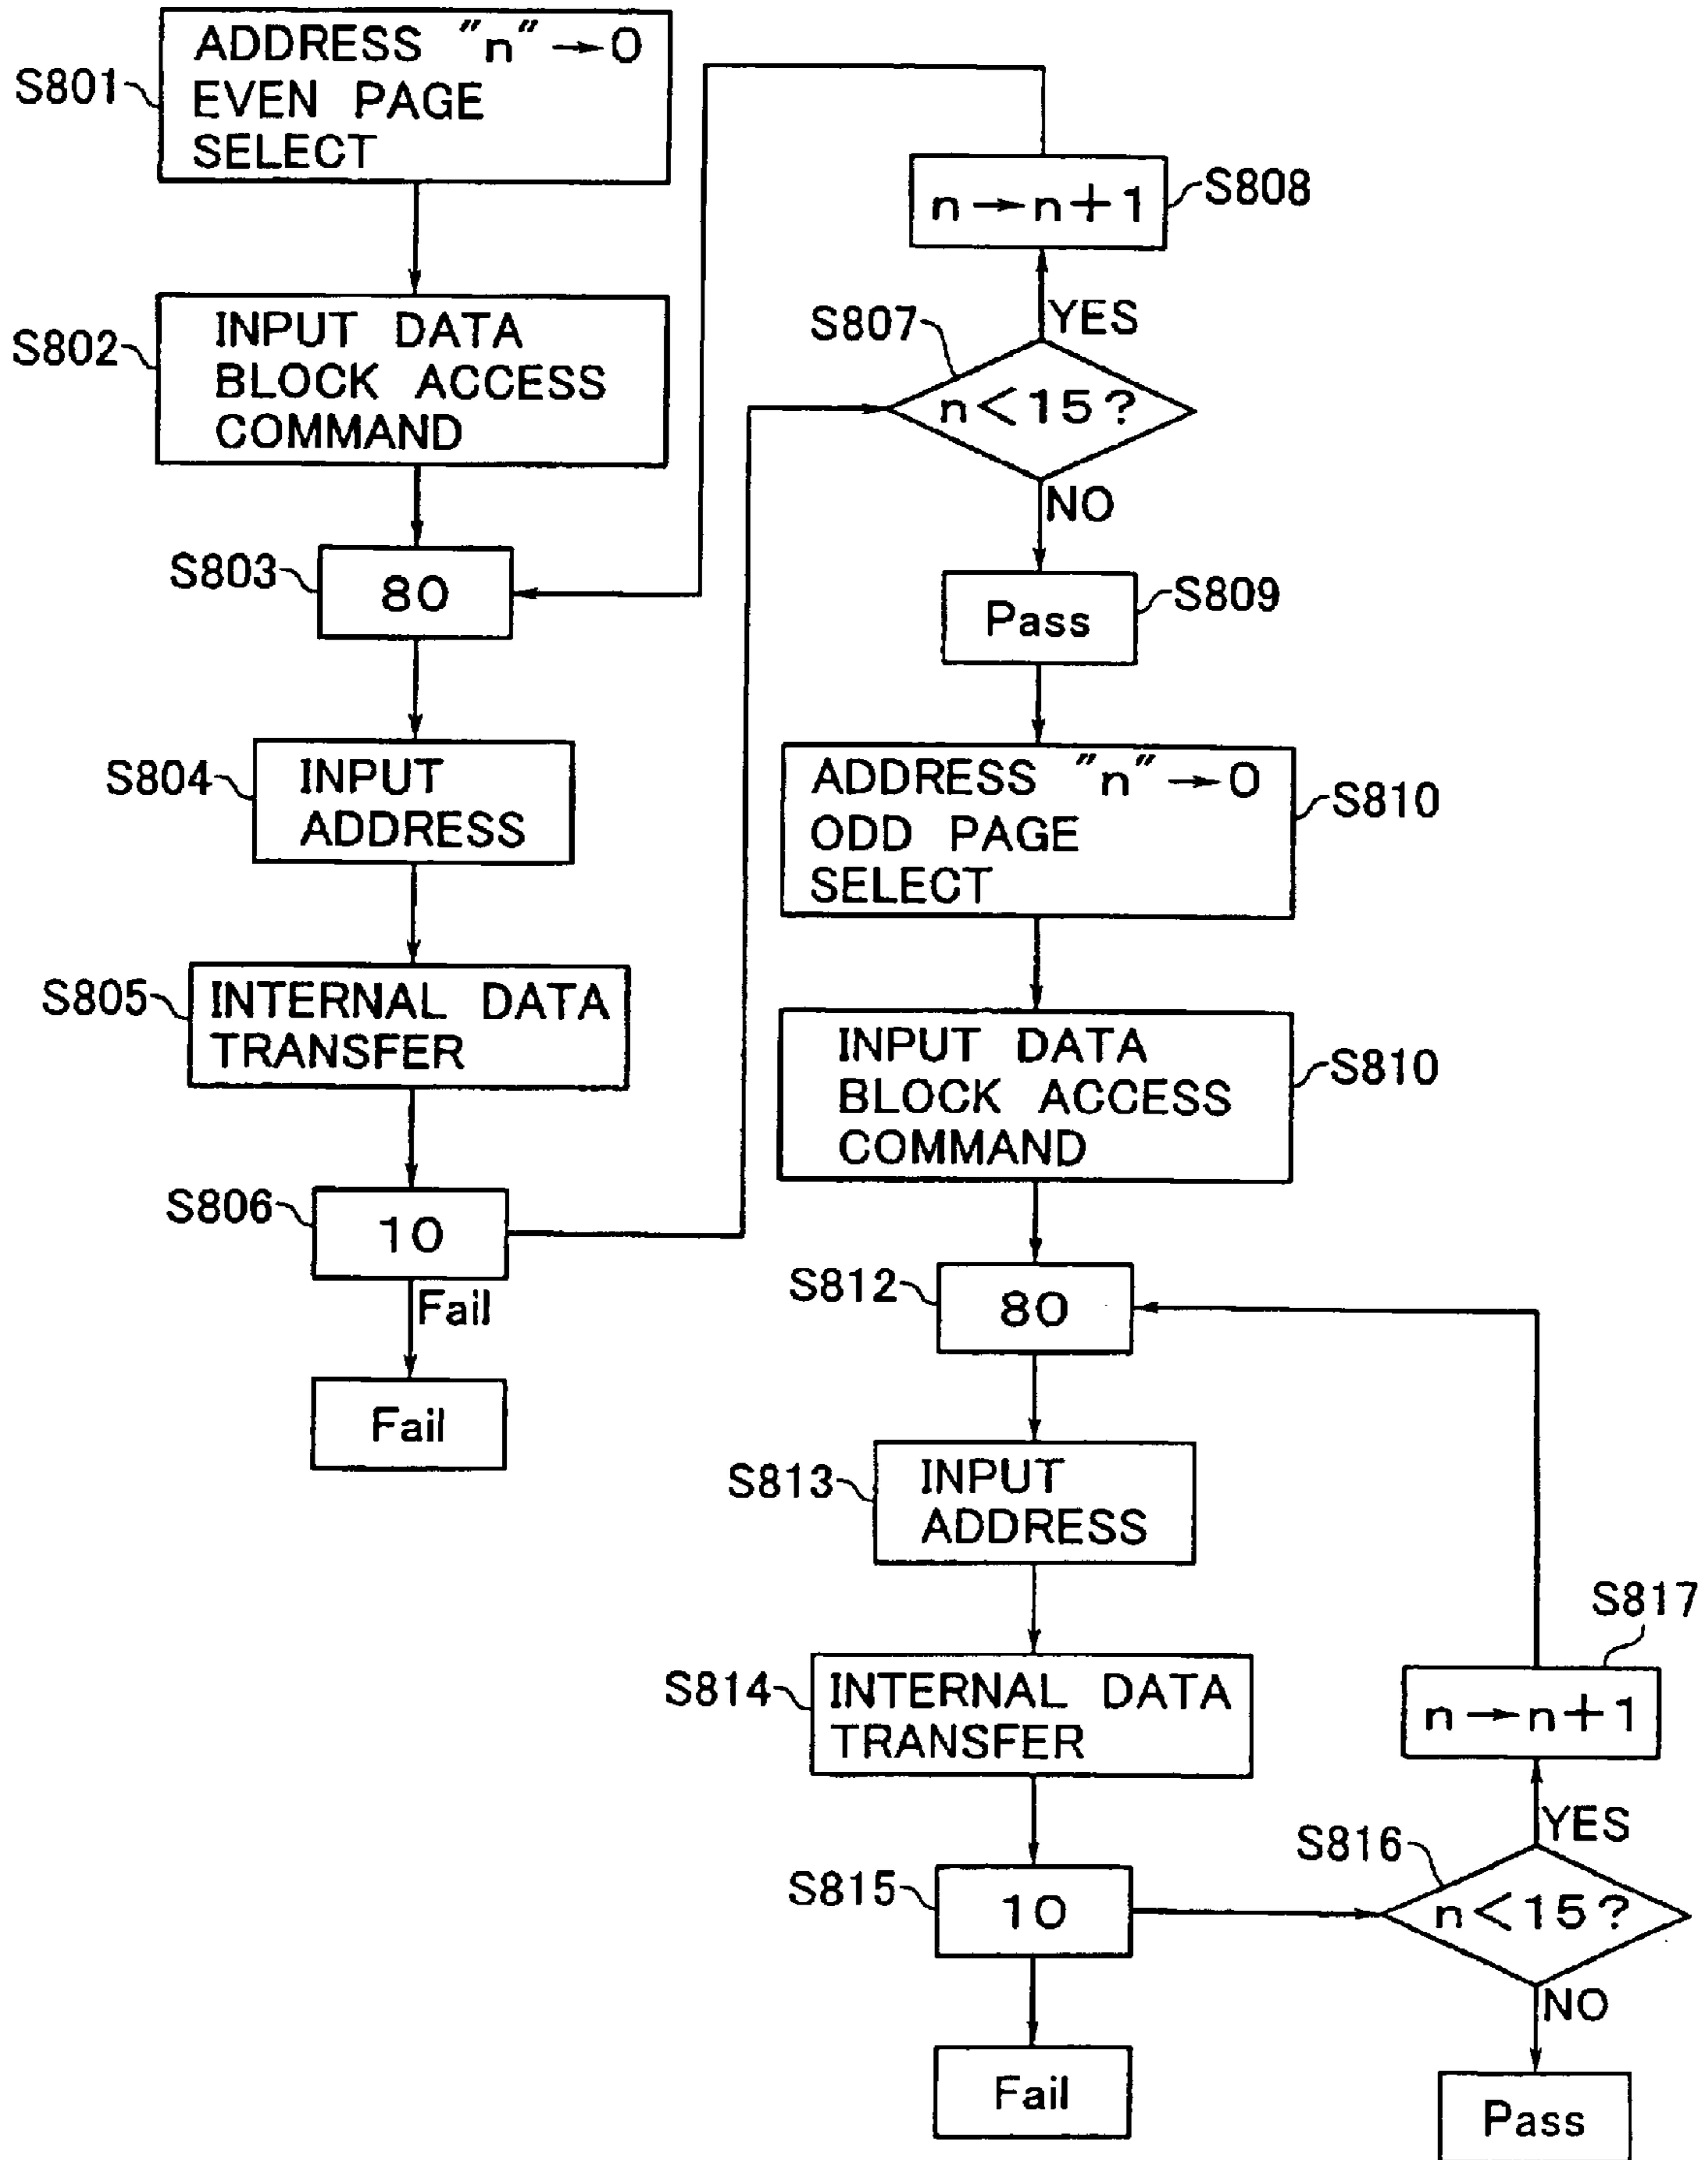 S801
ADDRESS "n"→0
EVEN PAGE
SELECT
S802
INPUT DATA
BLOCK ACCESS
COMMAND
S803
80
S804
INPUT
ADDRESS
S805
INTERNAL DATA
TRANSFER
S806
10
Fail
Fail
S808
n→n+1
YES
S807
n<15?
NO
Pass
S809
ADDRESS "n"→0
ODD PAGE
SELECT
S810
INPUT DATA
BLOCK ACCESS
COMMAND
S810
S812
80
S813
INPUT
ADDRESS
S814
INTERNAL DATA
TRANSFER
S815
10
Fail
S817
n→n+1
YES
S816
n<15?
NO
Pass